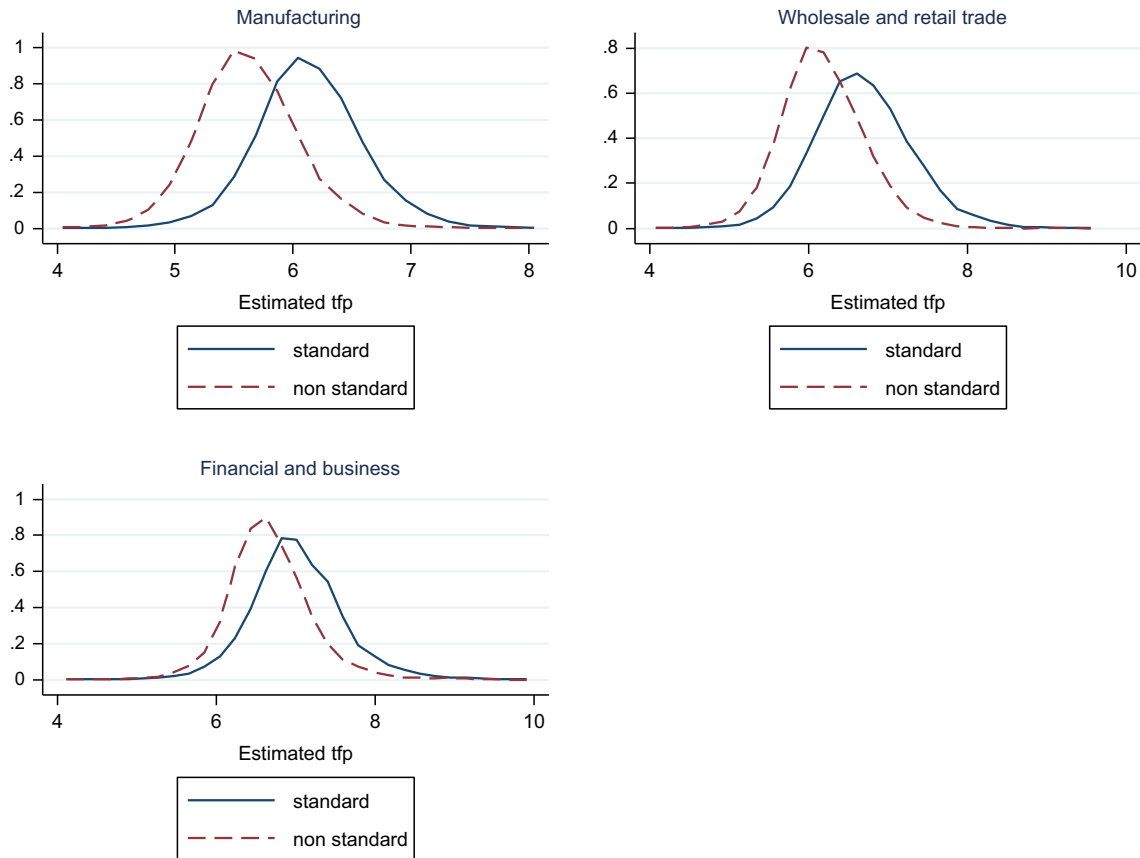 Manufacturing
1
.8
.6
.4
.2
0
4 5 6 7 8
Estimated tfp
standard
non standard
Wholesale and retail trade
.8
.6
.4
.2
0
4 6 8 10
Estimated tfp
standard
non standard
Financial and business
1
.8
.6
.4
.2
0
4 6 8 10
Estimated tfp
standard
non standard